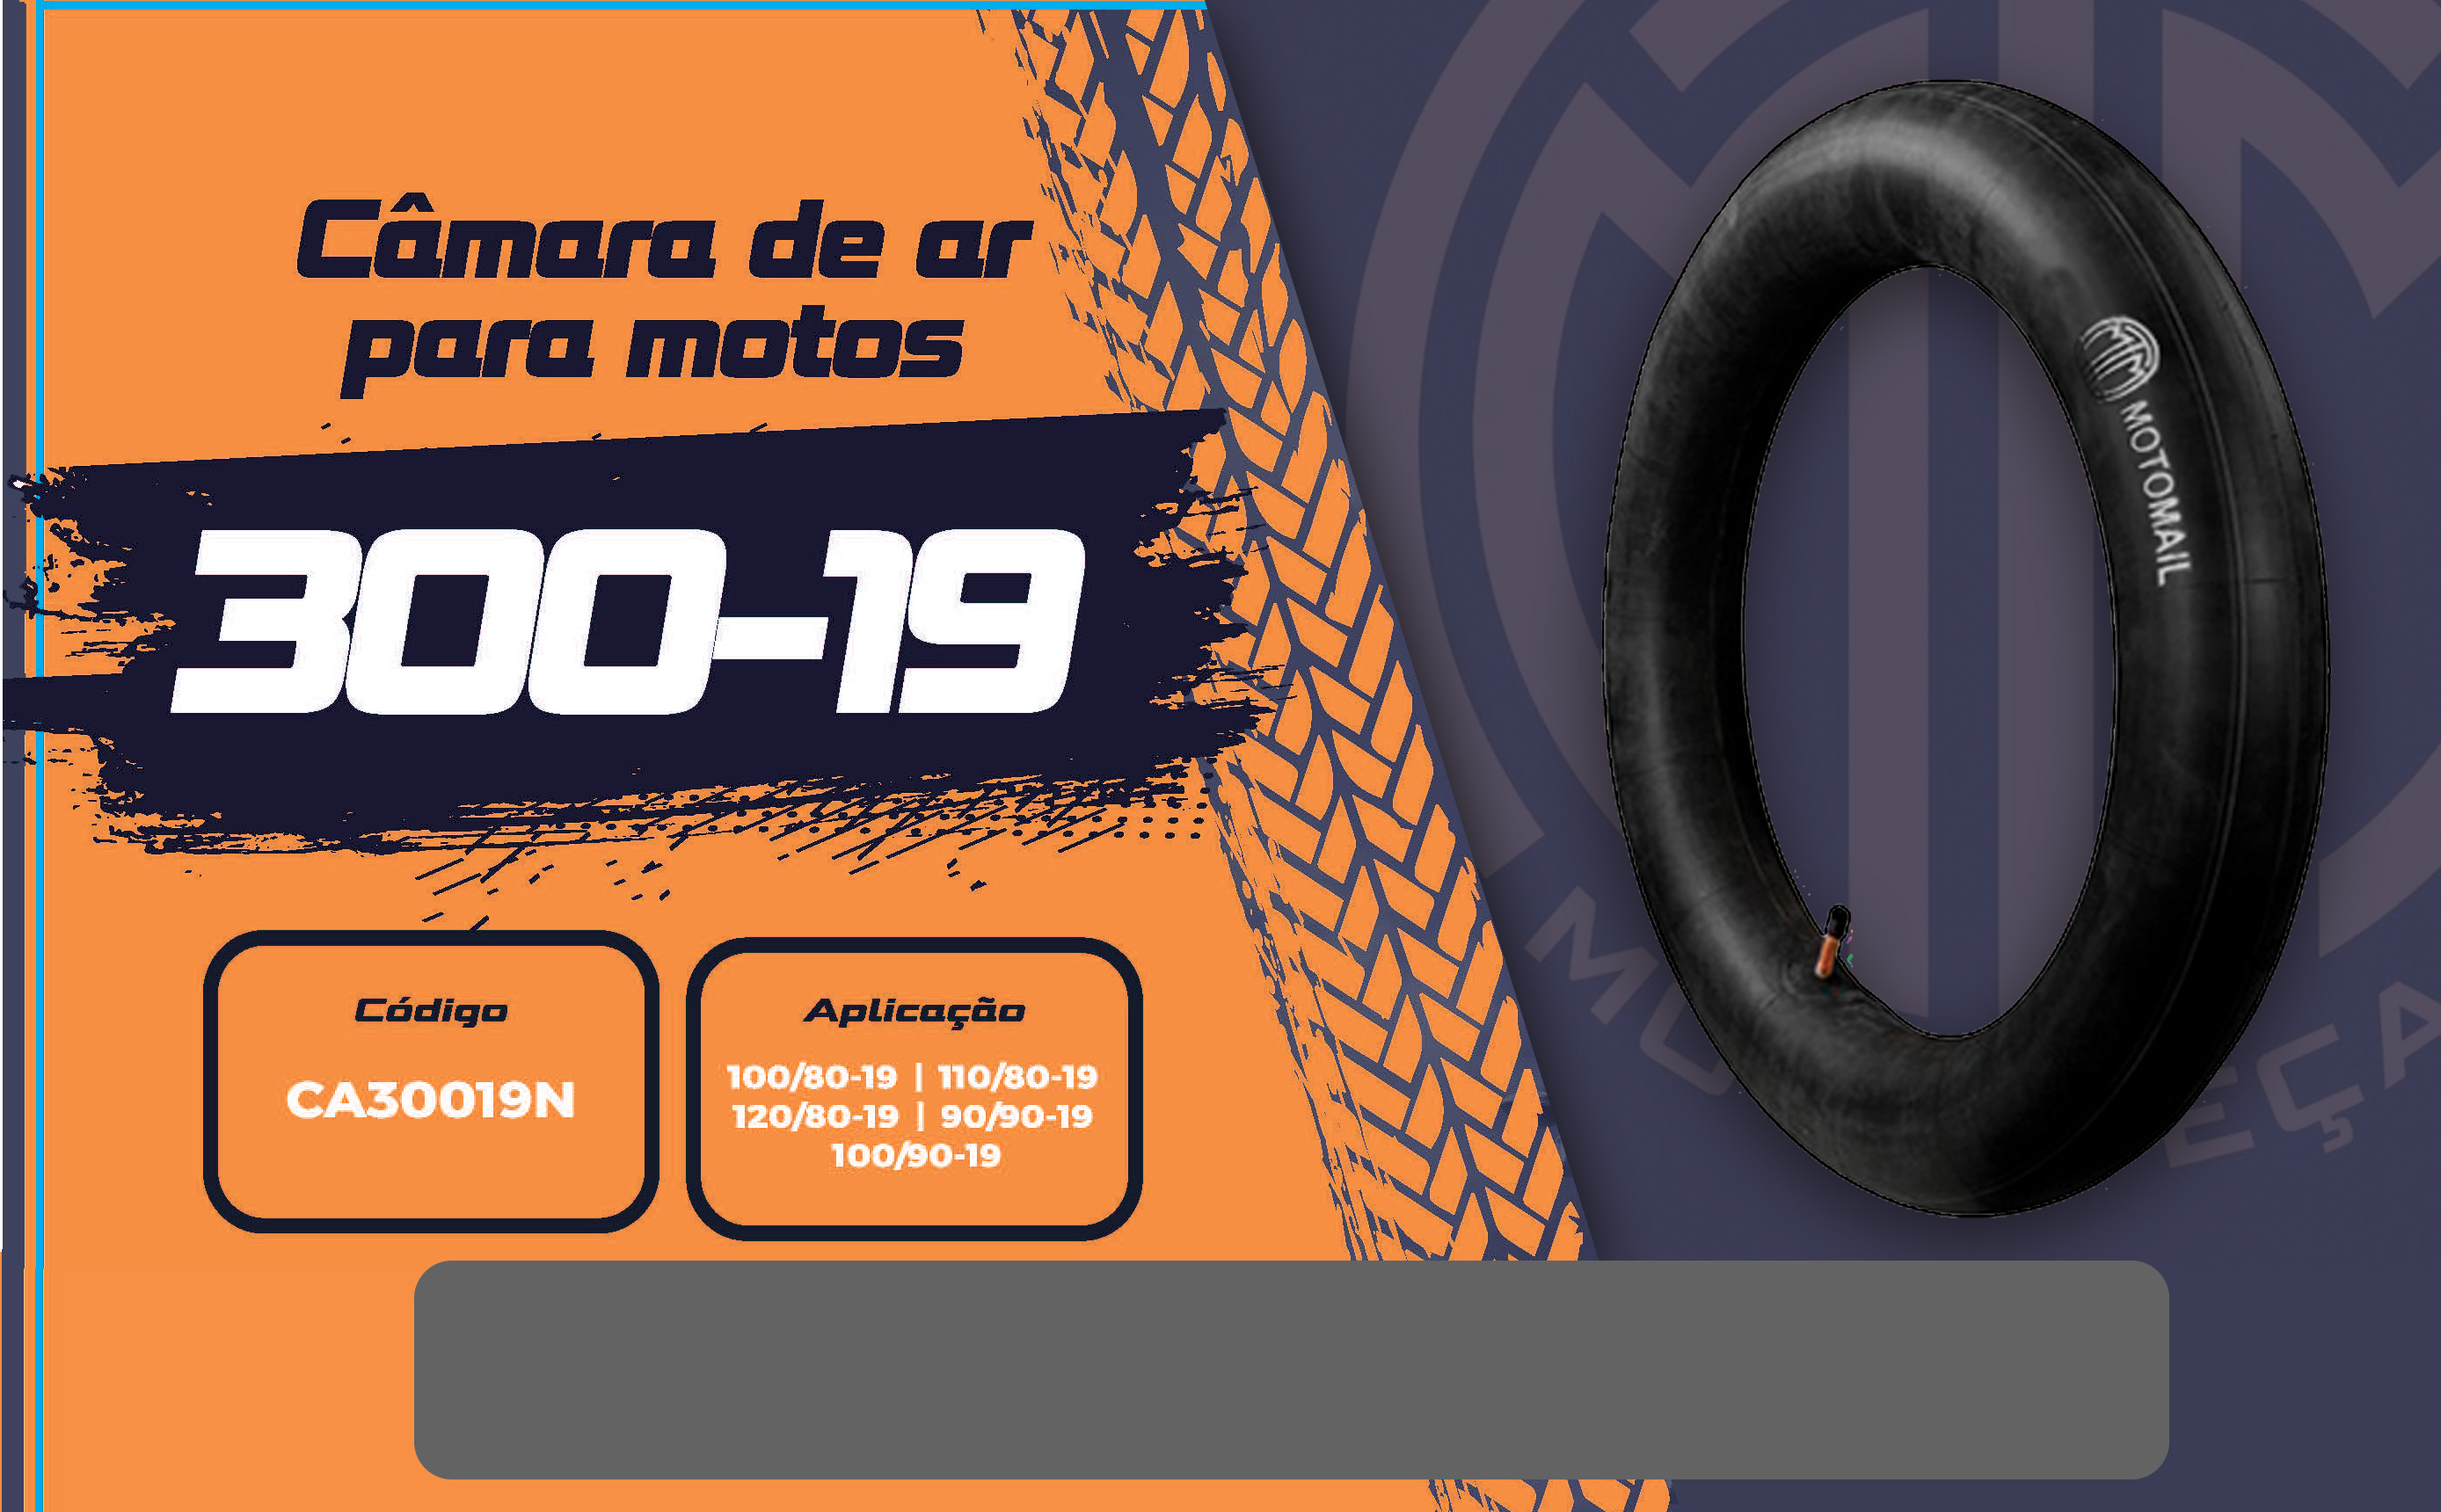 Câmara de ar
para motos
300-19
Código
CA30019N
Aplicação
100/80-19 | 110/80-19
120/80-19 | 90/90-19
100/90-19
MM MOTOMAIL